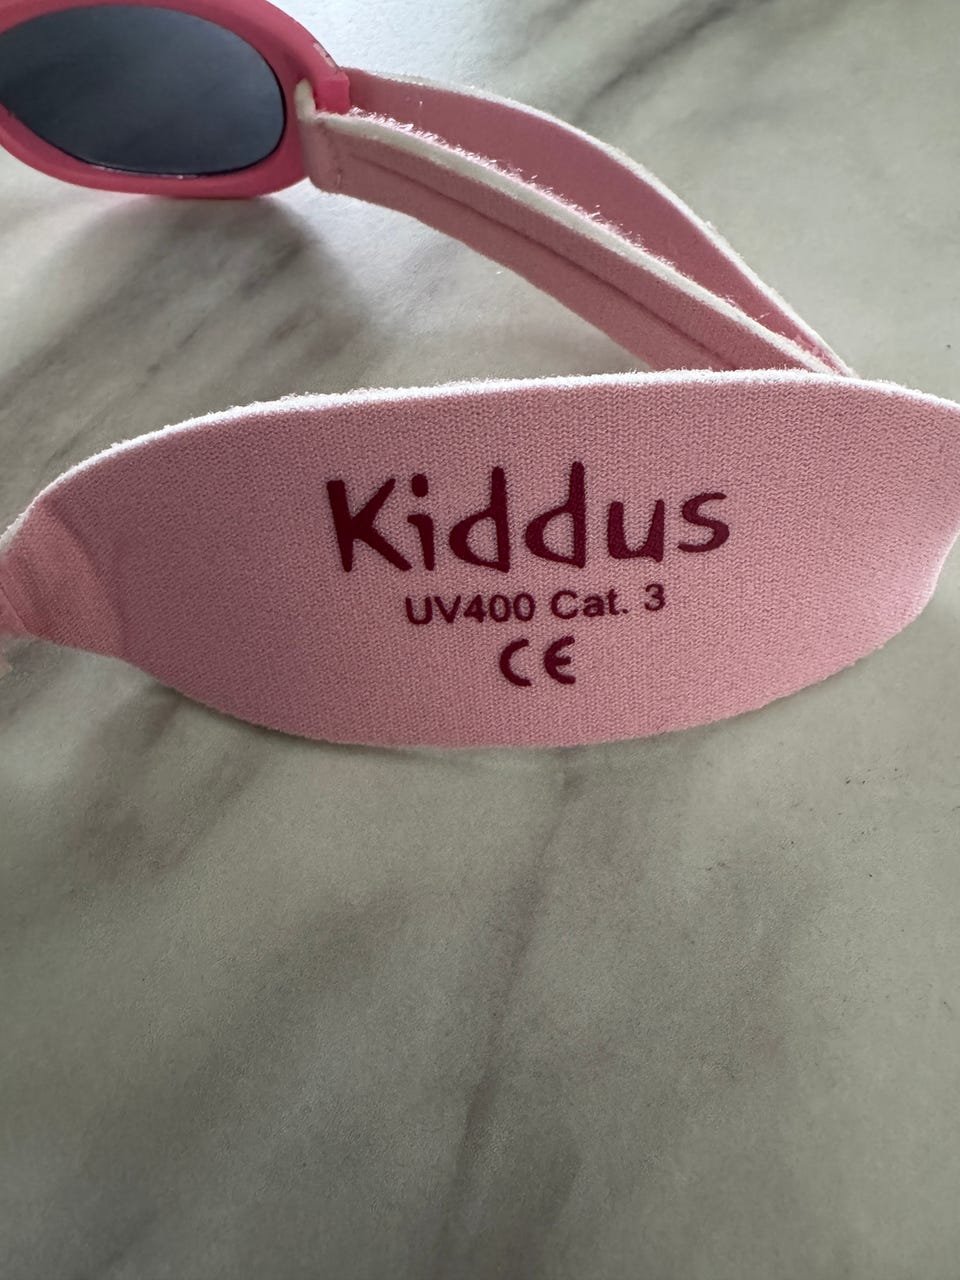 Kiddus
UV400 Cat. 3
CE